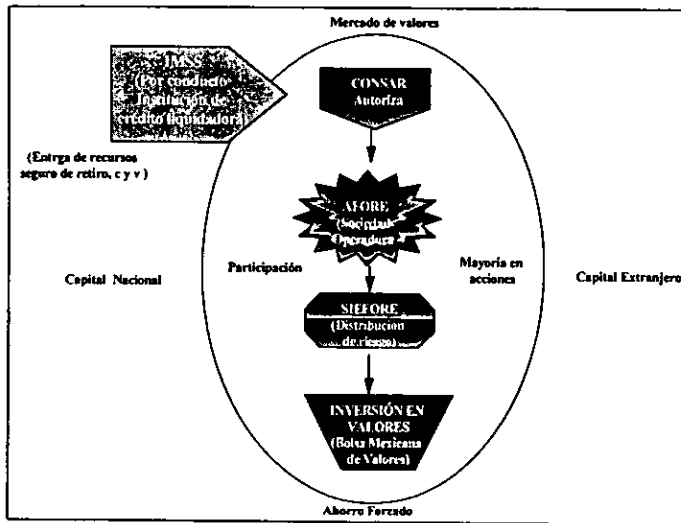 Mercado de valores
IMSS
(Por conducto
Institución de
crédito liquidadora)
(Entrga de recursos
seguro de retiro, c y v )
CONSAR
Autoriza
AFORE
(Sociedad
Operadora
Capital Nacional
Participación
Mayoría en
acciones
Capital Extranjero
SIEFORE
(Distribución
de riesgo)
INVERSIÓN EN
VALORES
(Bolsa Mexicana
de Valores)
Ahorro Forzado